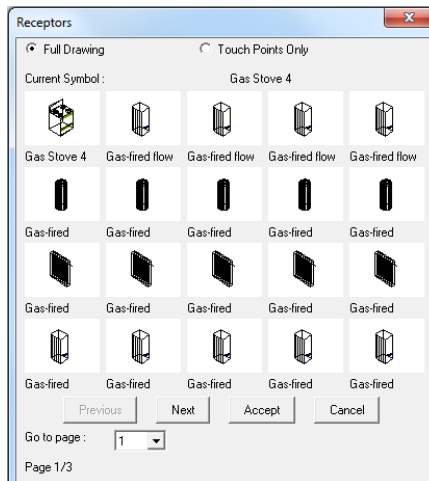 Receptors
Full Drawing Touch Points Only
Current Symbol : Gas Stove 4
Gas Stove 4 Gas-fired flow Gas-fired flow Gas-fired flow Gas-fired flow
Gas-fired Gas-fired Gas-fired Gas-fired Gas-fired
Gas-fired Gas-fired Gas-fired Gas-fired Gas-fired
Gas-fired Gas-fired Gas-fired Gas-fired Gas-fired
Previous Next Accept Cancel
Go to page : 1
Page 1/3